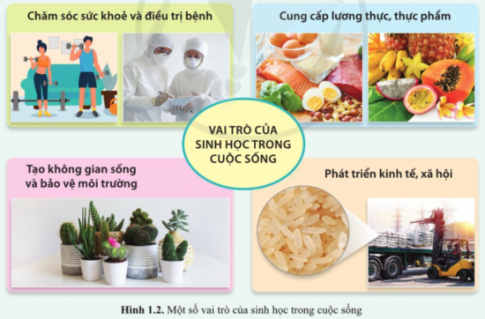 Chăm sóc sức khoẻ và điều trị bệnh
Cung cấp lương thực, thực phẩm
VAI TRÒ CỦA
SINH HỌC TRONG
CUỘC SỐNG
Tạo không gian sống
và bảo vệ môi trường
Phát triển kinh tế, xã hội
Hình 1.2. Một số vai trò của sinh học trong cuộc sống